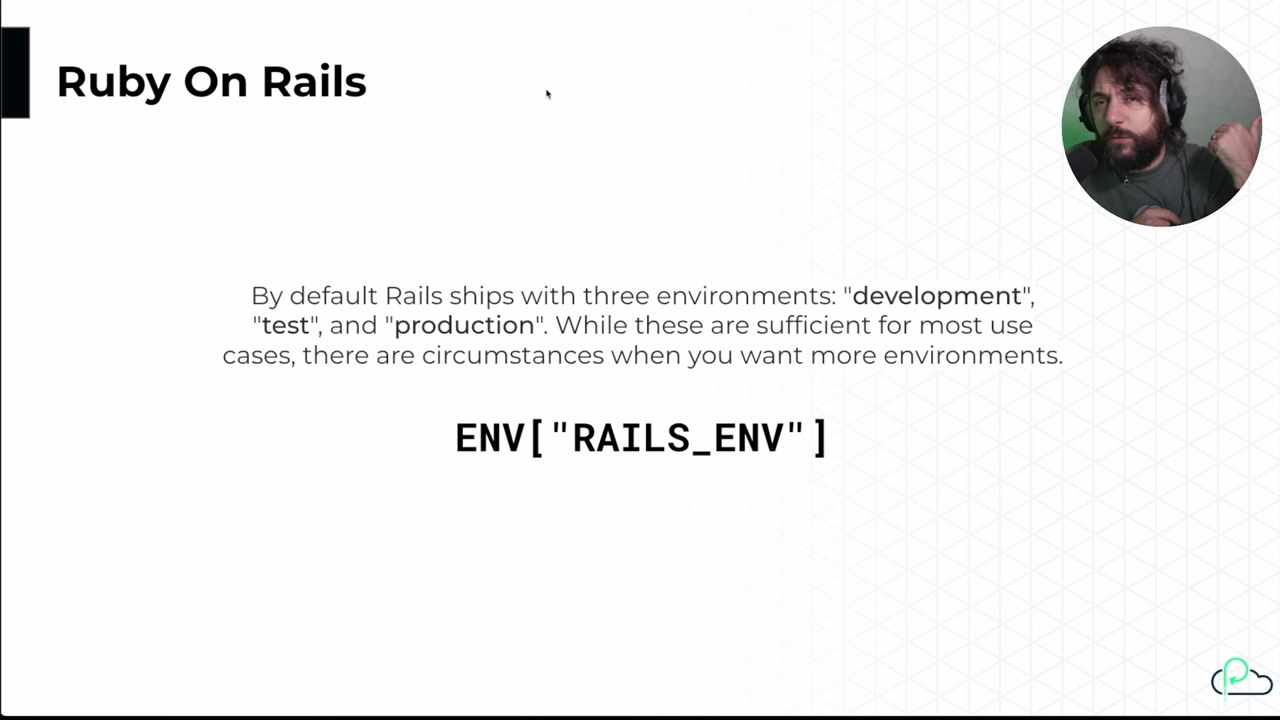 Ruby On Rails
By default Rails ships with three environments: "development",
"test", and "production". While these are sufficient for most use
cases, there are circumstances when you want more environments.
ENV["RAILS_ENV"]